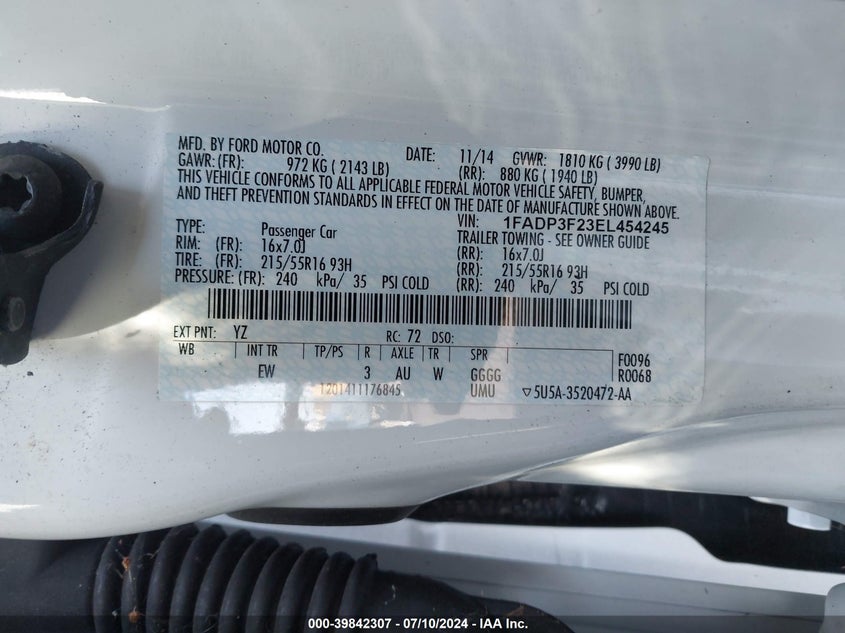 MFD. BY FORD MOTOR CO. DATE: 11/14 GVWR: 1810 KG ( 3990 LB)
GAWR: (FR): 972 KG ( 2143 LB) (RR): 880 KG ( 1940 LB)
THIS VEHICLE CONFORMS TO ALL APPLICABLE FEDERAL MOTOR VEHICLE SAFETY, BUMPER,
AND THEFT PREVENTION STANDARDS IN EFFECT ON THE DATE OF MANUFACTURE SHOWN ABOVE.
VIN: 1FADP3F23EL454245
TYPE: Passenger Car TRAILER TOWING - SEE OWNER GUIDE
RIM: (FR): 16x7.0J (RR): 16x7.0J
TIRE: (FR): 215/55R16 93H (RR): 215/55R16 93H
PRESSURE: (FR): 240 kPa/ 35 PSI COLD (RR): 240 kPa/ 35 PSI COLD
EXT PNT: YZ RC: 72 DSO:
WB INT TR TP/PS R AXLE TR SPR F0096
EW 3 AU W GGGG R0068
1201411176845 UMU ▽5U5A-3520472-AA
000-39842307 - 07/10/2024 - IAA Inc.